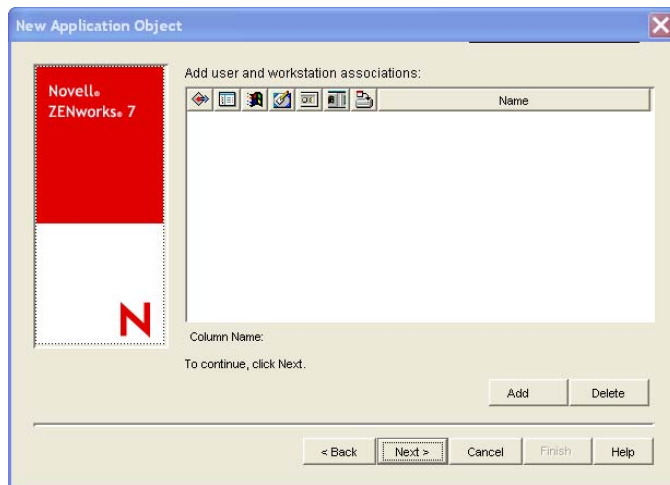 New Application Object
Novell®
ZENworks® 7
Add user and workstation associations:
Name
N
Column Name:
To continue, click Next.
Add
Delete
< Back
Next >
Cancel
Finish
Help